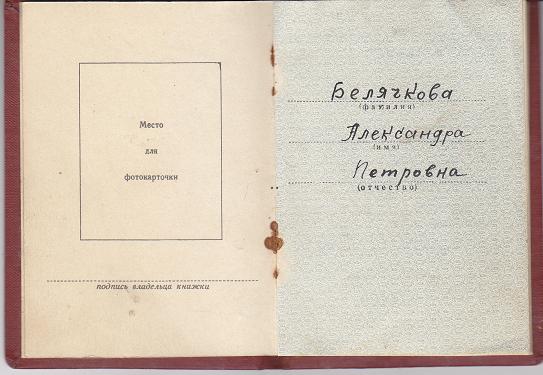 Место
для
фотокарточки
подпись владельца книжки
Белячкова
(фамилия)
Александра
(имя)
Петровна
(отчество)